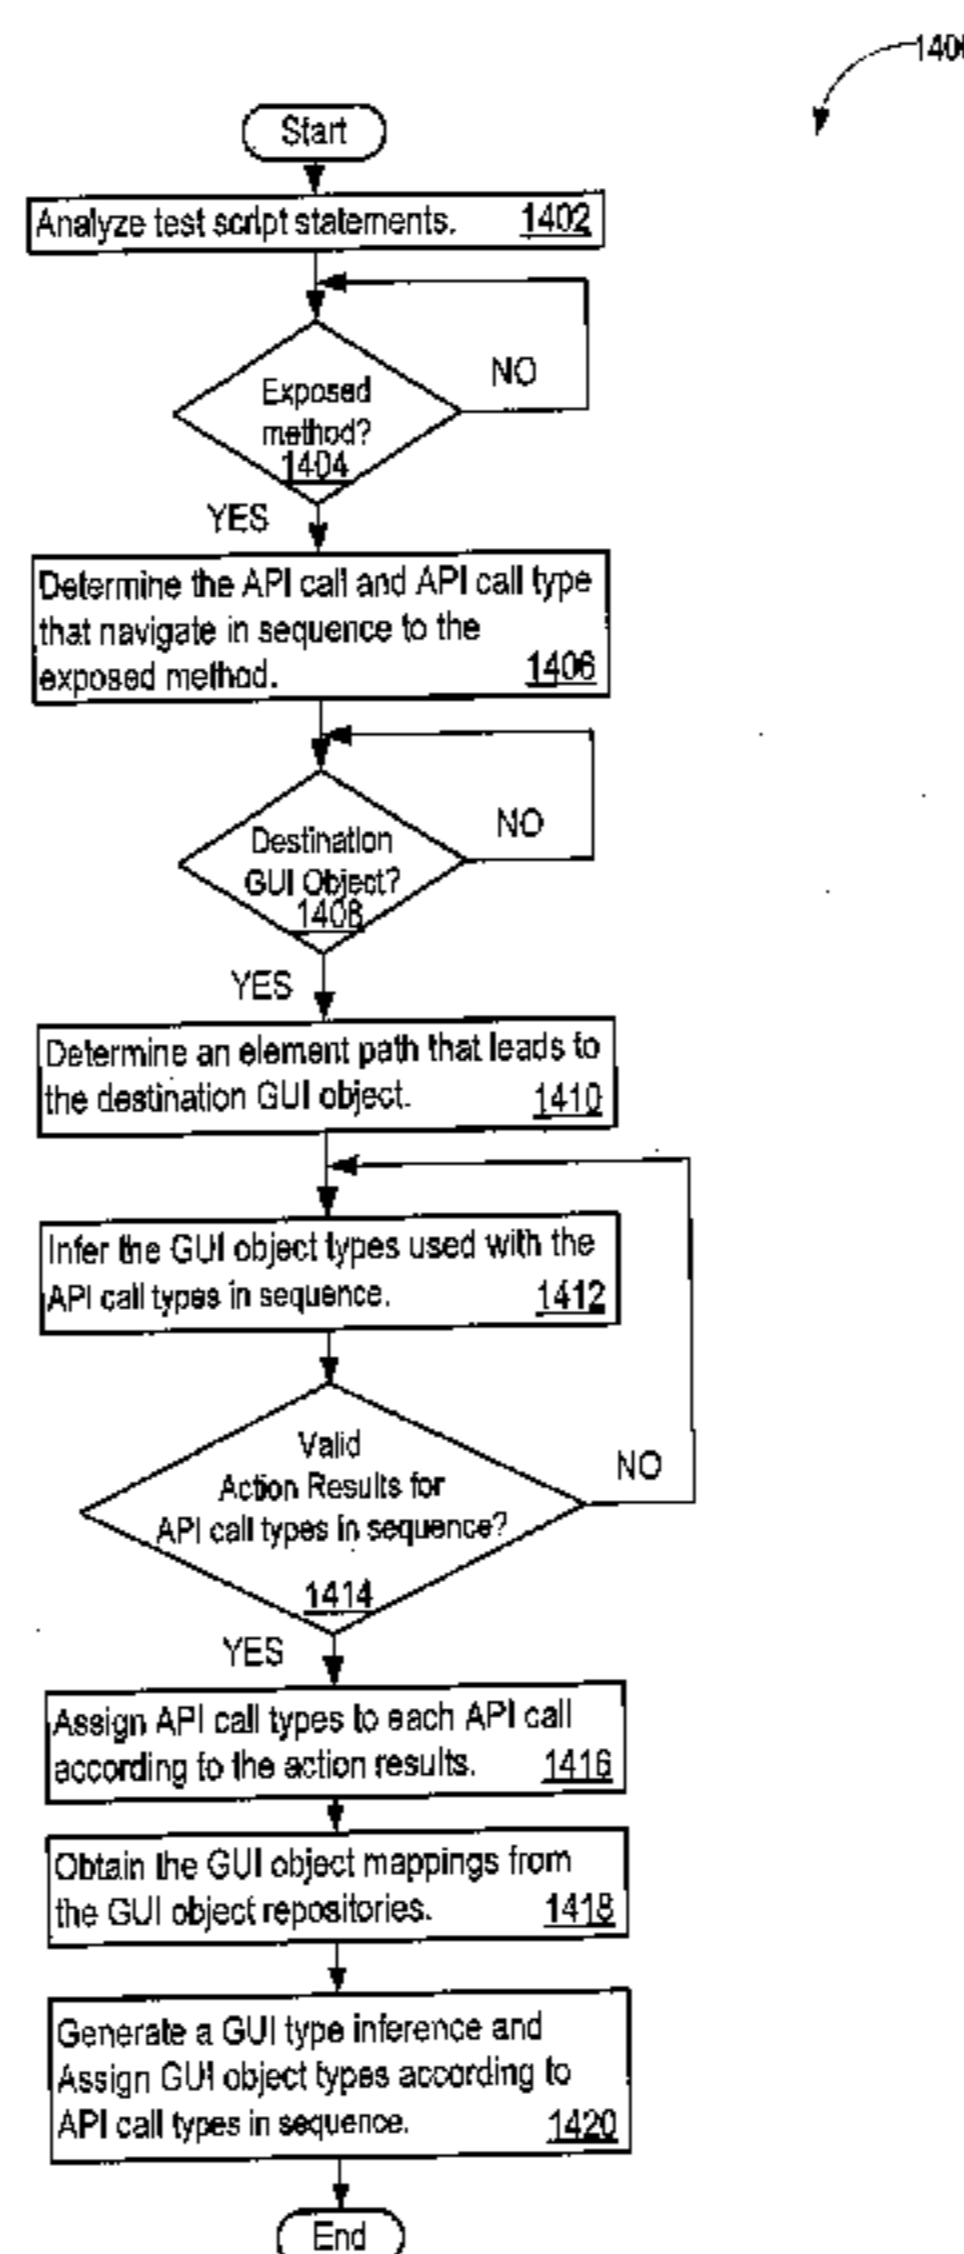 Start
Analyze test script statements. 1402
Exposed
method?
1404
NO
YES
Determine the API call and API call type
that navigate in sequence to the
exposed method. 1406
Destination
GUI Object?
1408
NO
YES
Determine an element path that leads to
the destination GUI object. 1410
Infer the GUI object types used with the
API call types in sequence. 1412
Valid
Action Results for
API call types in sequence?
1414
NO
YES
Assign API call types to each API call
according to the action results. 1416
Obtain the GUI object mappings from
the GUI object repositories. 1418
Generate a GUI type inference and
Assign GUI object types according to
API call types in sequence. 1420
End